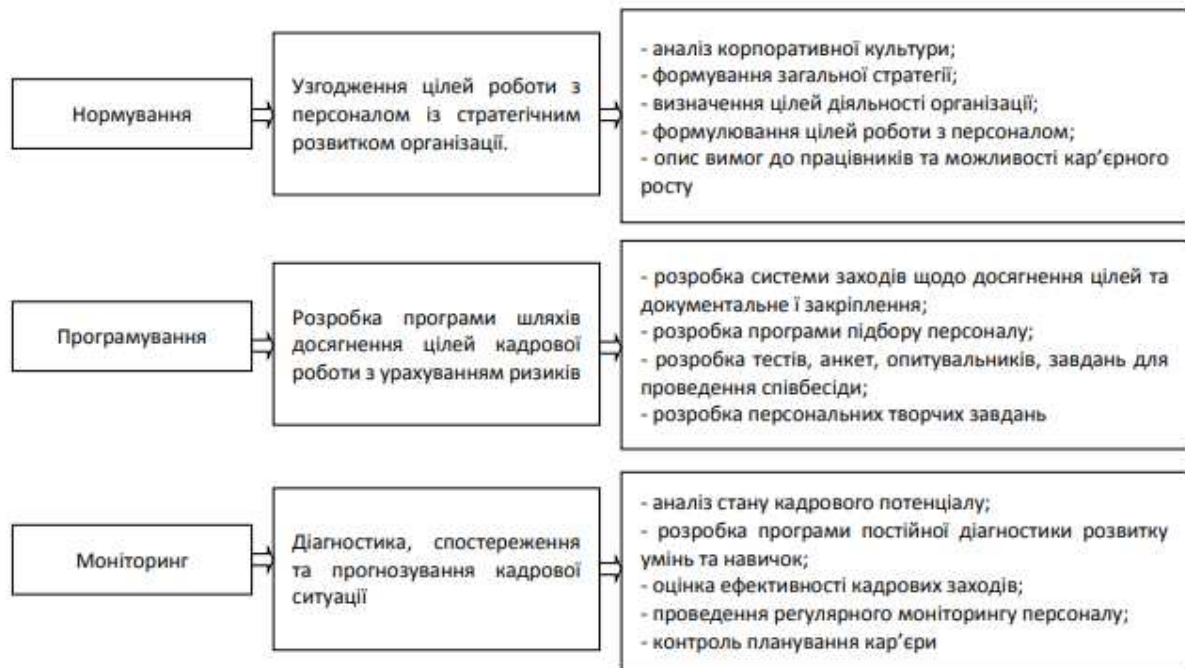 Нормування
Узгодження цілей роботи з
персоналом із стратегічним
розвитком організації.
- аналіз корпоративної культури;
- формування загальної стратегії;
- визначення цілей діяльності організації;
- формулювання цілей роботи з персоналом;
- опис вимог до працівників та можливості кар’єрного
росту
Програмування
Розробка програми шляхів
досягнення цілей кадрової
роботи з урахуванням ризиків
- розробка системи заходів щодо досягнення цілей та
документальне ї закріплення;
- розробка програми підбору персоналу;
- розробка тестів, анкет, опитувальників, завдань для
проведення співбесіди;
- розробка персональних творчих завдань
Моніторинг
Діагностика, спостереження
та прогнозування кадрової
ситуації
- аналіз стану кадрового потенціалу;
- розробка програми постійної діагностики розвитку
умінь та навичок;
- оцінка ефективності кадрових заходів;
- проведення регулярного моніторингу персоналу;
- контроль планування кар’єри